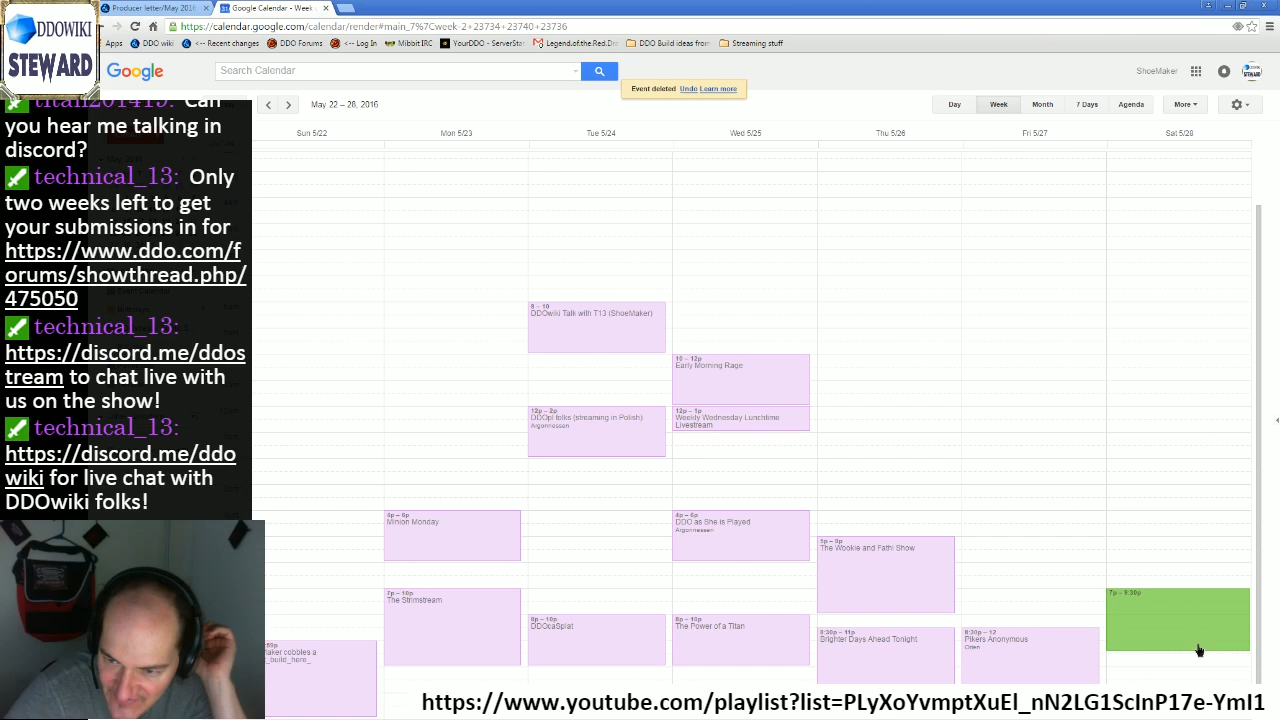 DDOWIKI
STEWARD
Producer letter/May 2016
Google Calendar - Week
https://calendar.google.com/calendar/render#main_7%7Cweek-2+23734+23740+23736
Apps
DDO wiki
<-- Recent changes
DDO Forums
<-- Log In
Mibbit IRC
YourDDO - ServerSta
Legend.of.the.Red.Dra
DDO Build ideas from
Streaming stuff
Google
Search Calendar
ShoeMaker
Event deleted Undo Learn more
May 22 – 28, 2016
Day
Week
Month
7 Days
Agenda
More
Sun 5/22
Mon 5/23
Tue 5/24
Wed 5/25
Thu 5/26
Fri 5/27
Sat 5/28
titan201415: Can
you hear me talking in
discord?
technical_13: Only
two weeks left to get
your submissions in for
https://www.ddo.com/f
orums/showthread.php/
475050
technical_13:
https://discord.me/ddos
tream to chat live with
us on the show!
technical_13:
https://discord.me/ddo
wiki for live chat with
DDOwiki folks!
8 – 10
DDOwiki Talk with T13 (ShoeMaker)
10 – 12p
Early Morning Rage
12p – 2p
DDOpl folks (streaming in Polish)
Argonnessen
12p – 1p
Weekly Wednesday Lunchtime
Livestream
4p – 6p
Minion Monday
4p – 6p
DDO as She is Played
Argonnessen
5p – 8p
The Wookie and Fathi Show
7p – 10p
The Strimstream
7p – 9:30p
8p – 10p
DDOcaSplat
8p – 10p
The Power of a Titan
8:30p – 11p
Brighter Days Ahead Tonight
8:30p – 12
Pikers Anonymous
Orien
59p
aker cobbles a
_build_here_
https://www.youtube.com/playlist?list=PLyXoYvmptXuEl_nN2LG1ScInP17e-YmI1